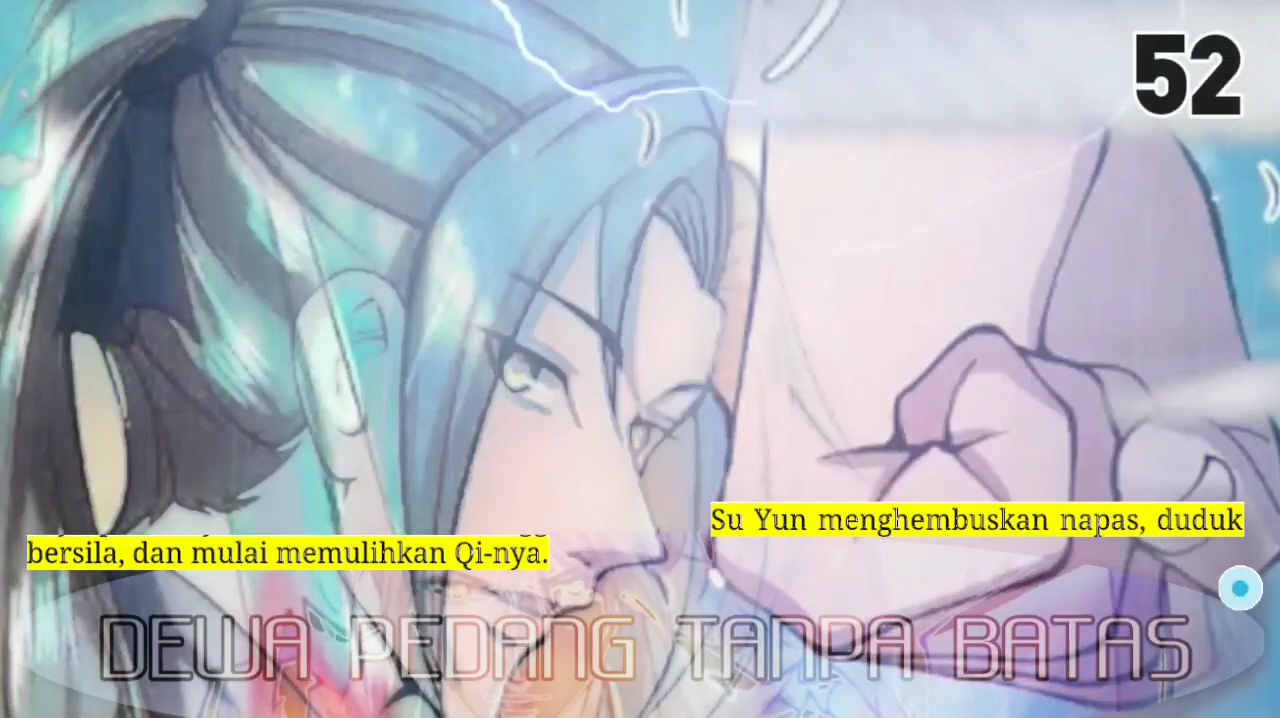 52
Su Yun menghembuskan napas, duduk
bersila, dan mulai memulihkan Qi-nya.
DEWA PEDANG TANPA BATAS